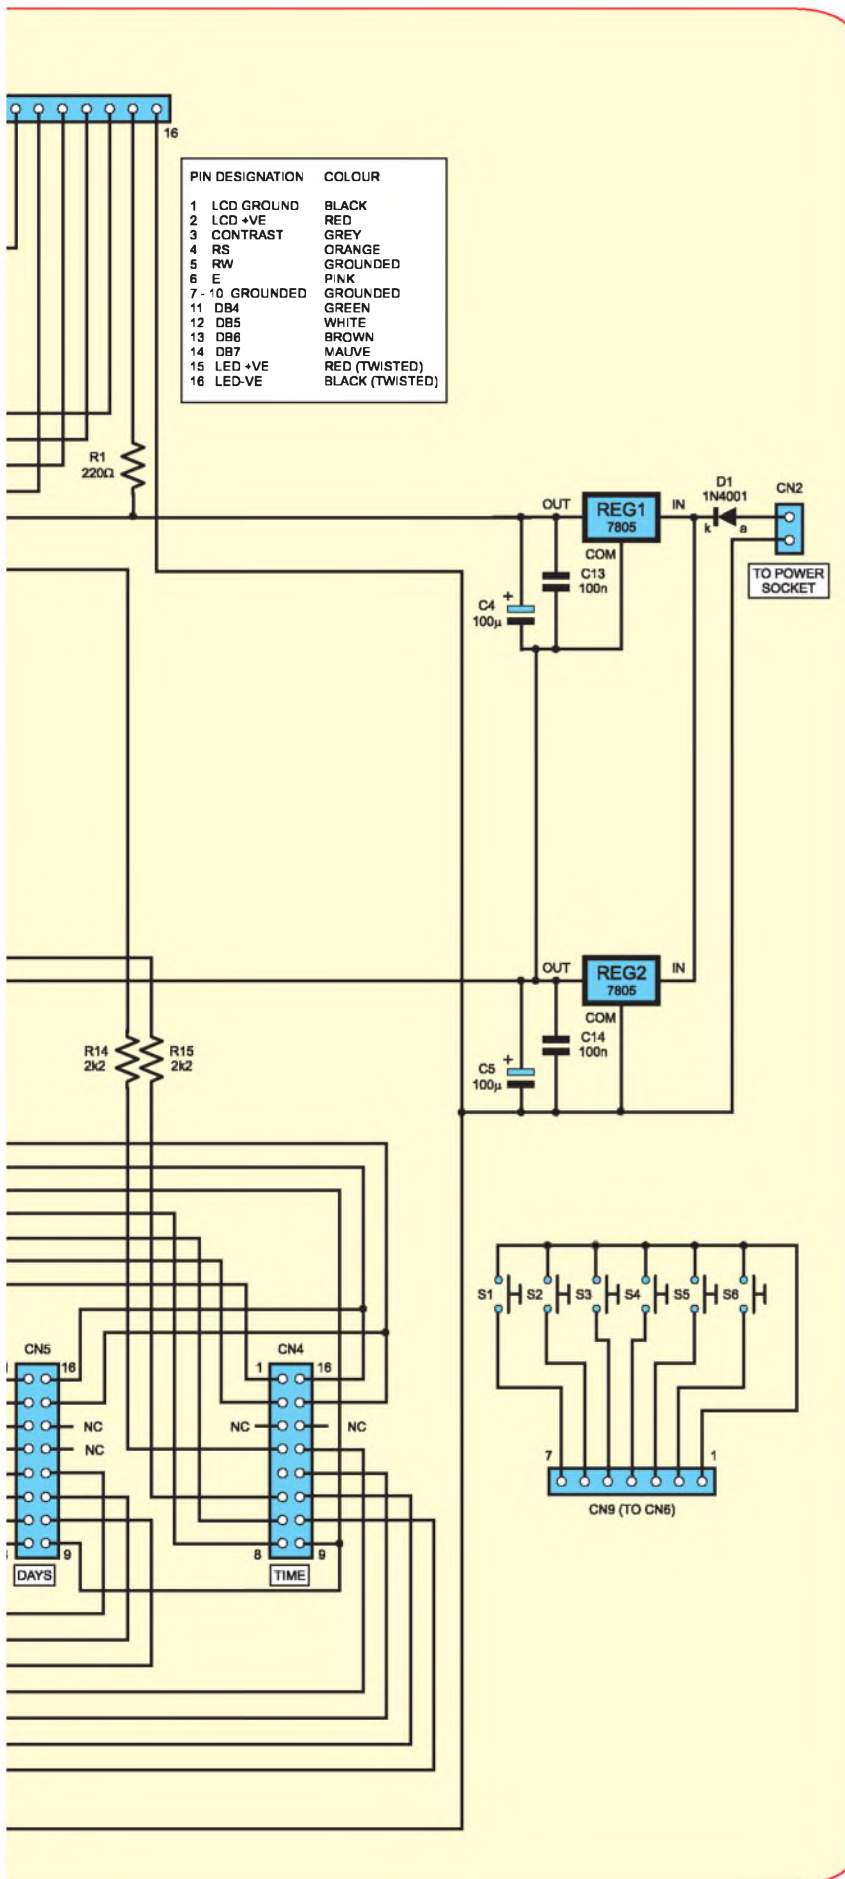 16
PIN DESIGNATION COLOUR
1 LCD GROUND BLACK
2 LCD +VE RED
3 CONTRAST GREY
4 RS ORANGE
5 RW GROUNDED
6 E PINK
7 - 10 GROUNDED GROUNDED
11 DB4 GREEN
12 DB5 WHITE
13 DB6 BROWN
14 DB7 MAUVE
15 LED +VE RED (TWISTED)
16 LED-VE BLACK (TWISTED)
R1
220Ω
OUT
REG1
7805
IN
COM
D1
1N4001
k
a
CN2
TO POWER
SOCKET
C13
100n
+
C4
100µ
OUT
REG2
7805
IN
COM
C14
100n
+
C5
100µ
R14
2k2
R15
2k2
S1
S2
S3
S4
S5
S6
7
1
CN9 (TO CN6)
CN5
16
NC
NC
9
DAYS
CN4
1
16
NC
NC
8
9
TIME